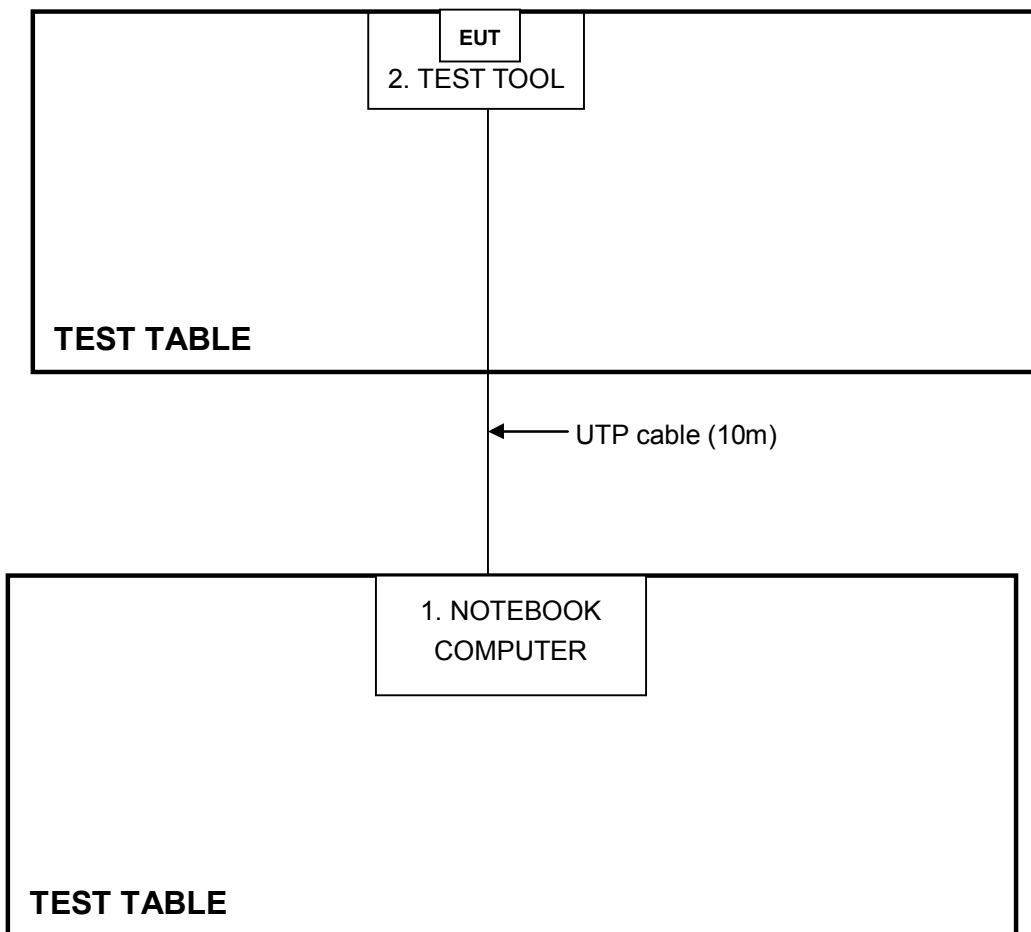 EUT
2. TEST TOOL
TEST TABLE
UTP cable (10m)
1. NOTEBOOK
COMPUTER
TEST TABLE